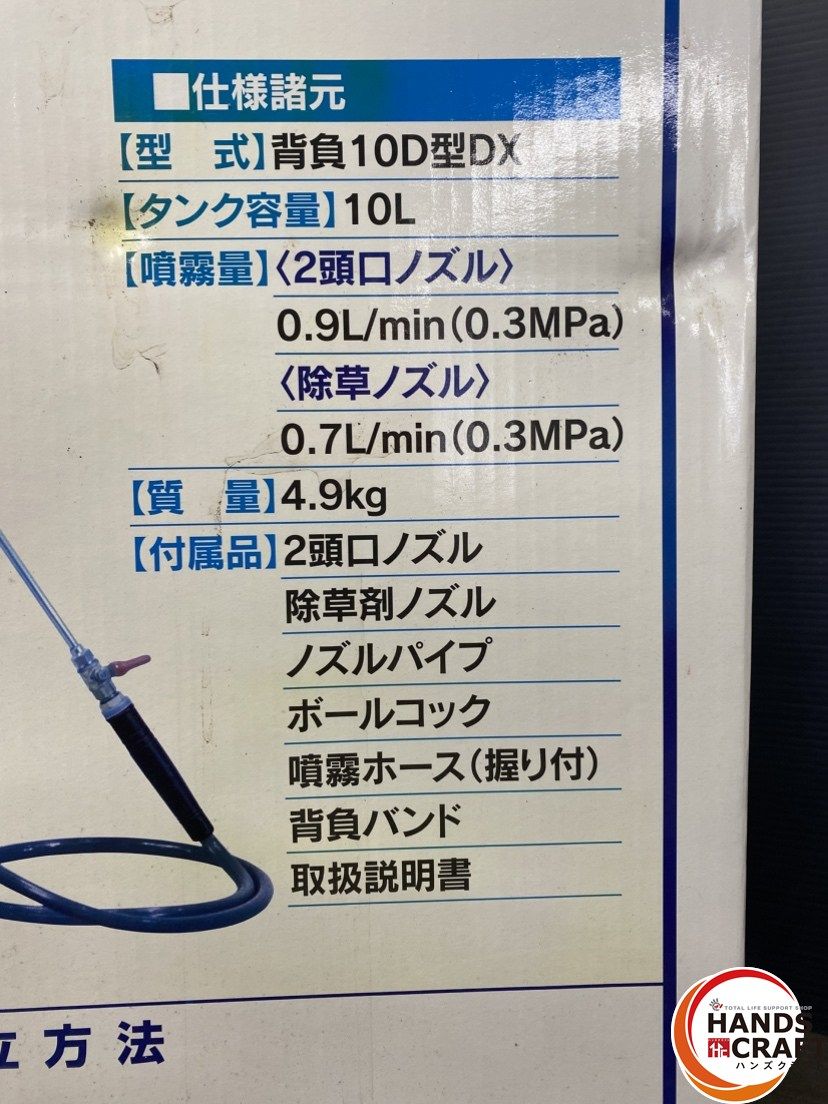 ■仕様諸元
【型　式】背負10D型DX
【タンク容量】10L
【噴霧量】〈2頭口ノズル〉
0.9L/min(0.3MPa)
〈除草ノズル〉
0.7L/min(0.3MPa)
【質　量】4.9kg
【付属品】2頭口ノズル
除草剤ノズル
ノズルパイプ
ボールコック
噴霧ホース(握り付)
背負バンド
取扱説明書
立方法
TOTAL LIFE SUPPORT SHOP
HANDS
CRAF
ハンズク